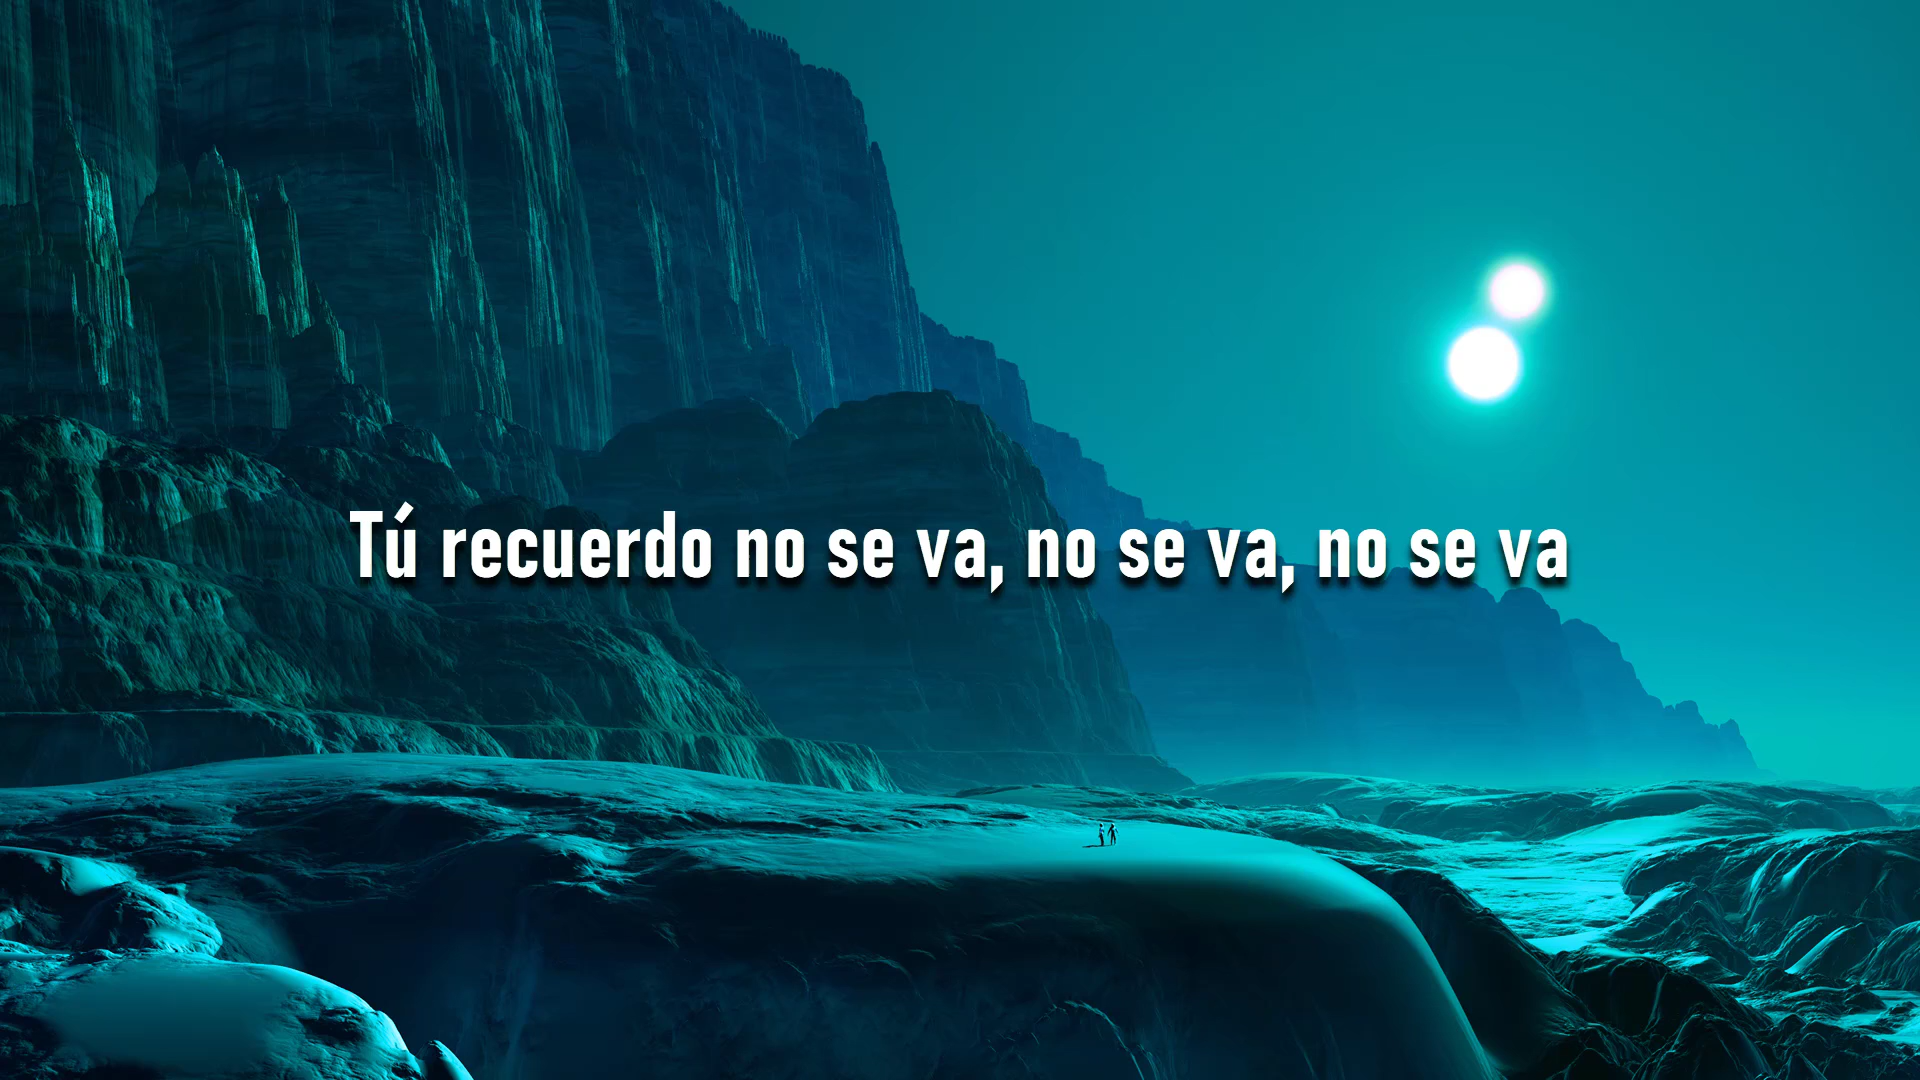 Tú recuerdo no se va, no se va, no se va